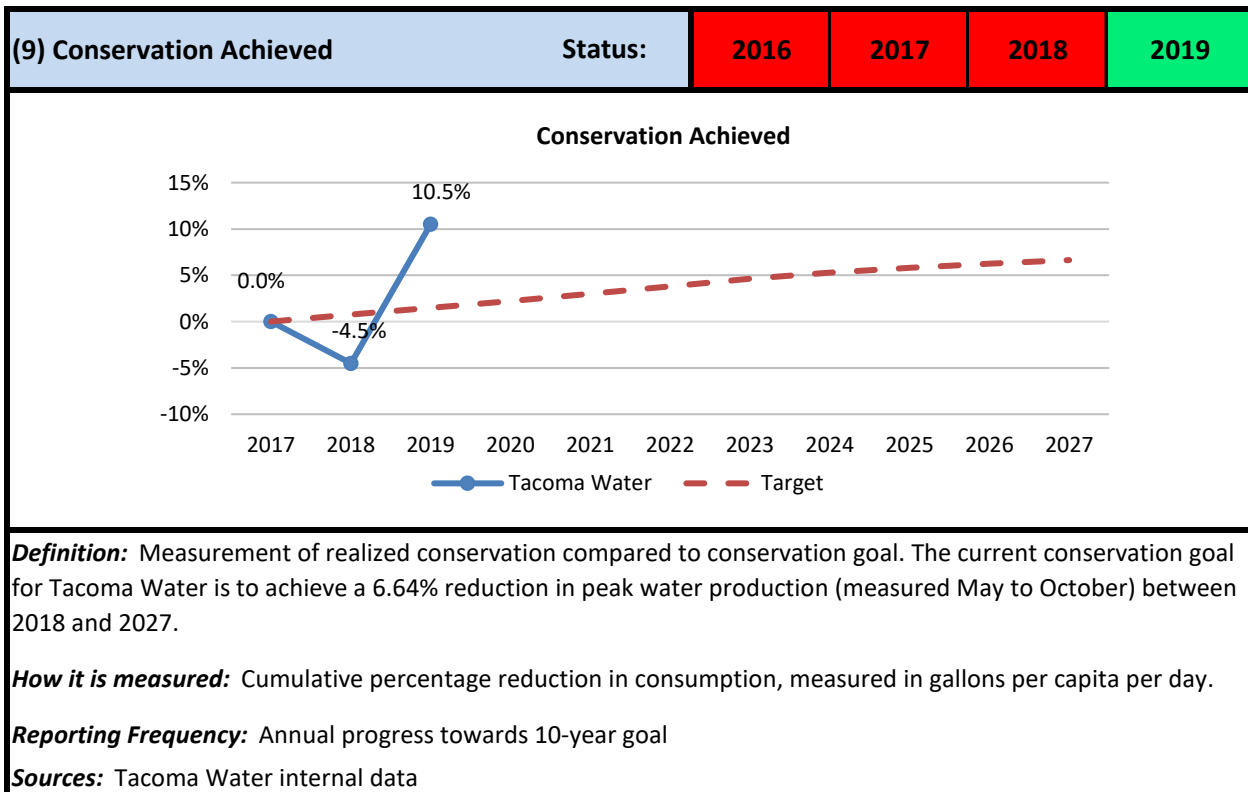 (9) Conservation Achieved Status: 2016 2017 2018 2019
Conservation Achieved
15%
10%
5%
0%
-5%
-10%
0.0%
-4.5%
10.5%
2017 2018 2019 2020 2021 2022 2023 2024 2025 2026 2027
Tacoma Water Target
Definition: Measurement of realized conservation compared to conservation goal. The current conservation goal
for Tacoma Water is to achieve a 6.64% reduction in peak water production (measured May to October) between
2018 and 2027.
How it is measured: Cumulative percentage reduction in consumption, measured in gallons per capita per day.
Reporting Frequency: Annual progress towards 10-year goal
Sources: Tacoma Water internal data